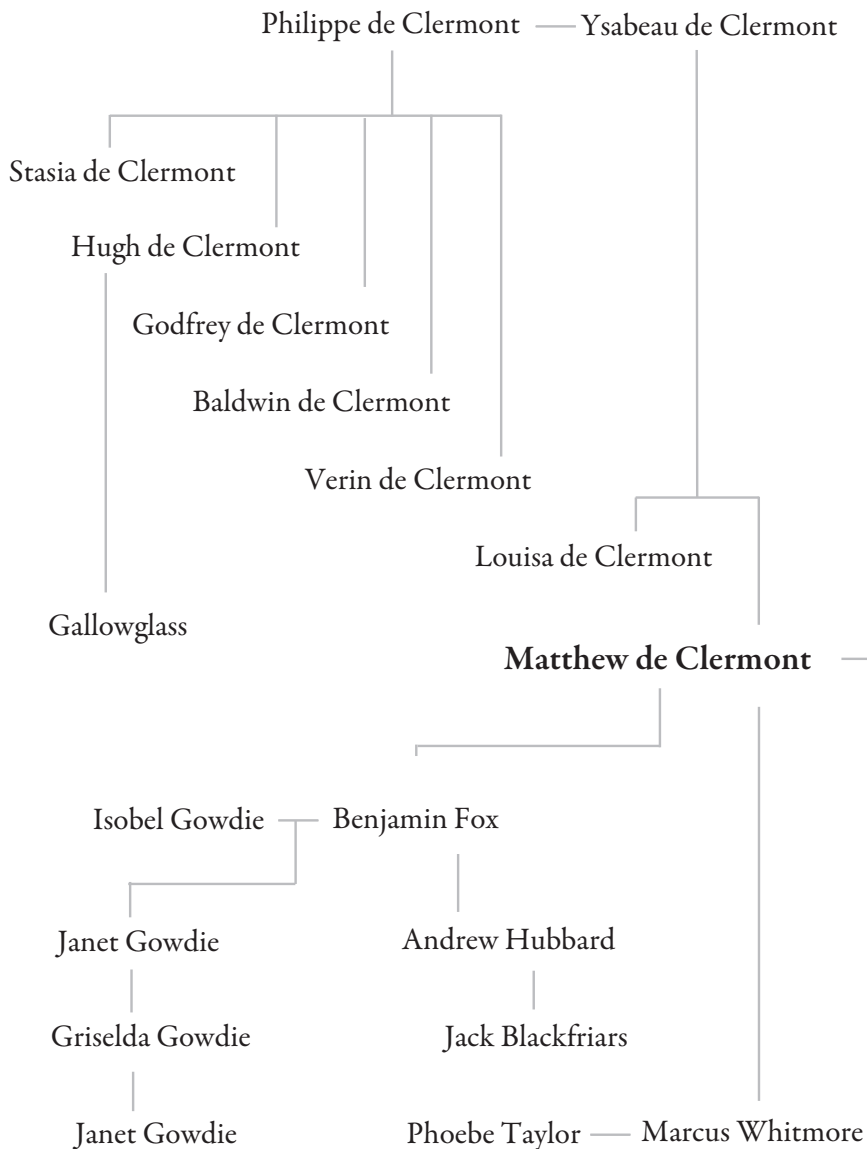 Philippe de Clermont
Ysabeau de Clermont
Stasia de Clermont
Hugh de Clermont
Godfrey de Clermont
Baldwin de Clermont
Verin de Clermont
Louisa de Clermont
Gallowglass
Matthew de Clermont
Isobel Gowdie
Benjamin Fox
Janet Gowdie
Andrew Hubbard
Griselda Gowdie
Jack Blackfriars
Janet Gowdie
Phoebe Taylor
Marcus Whitmore